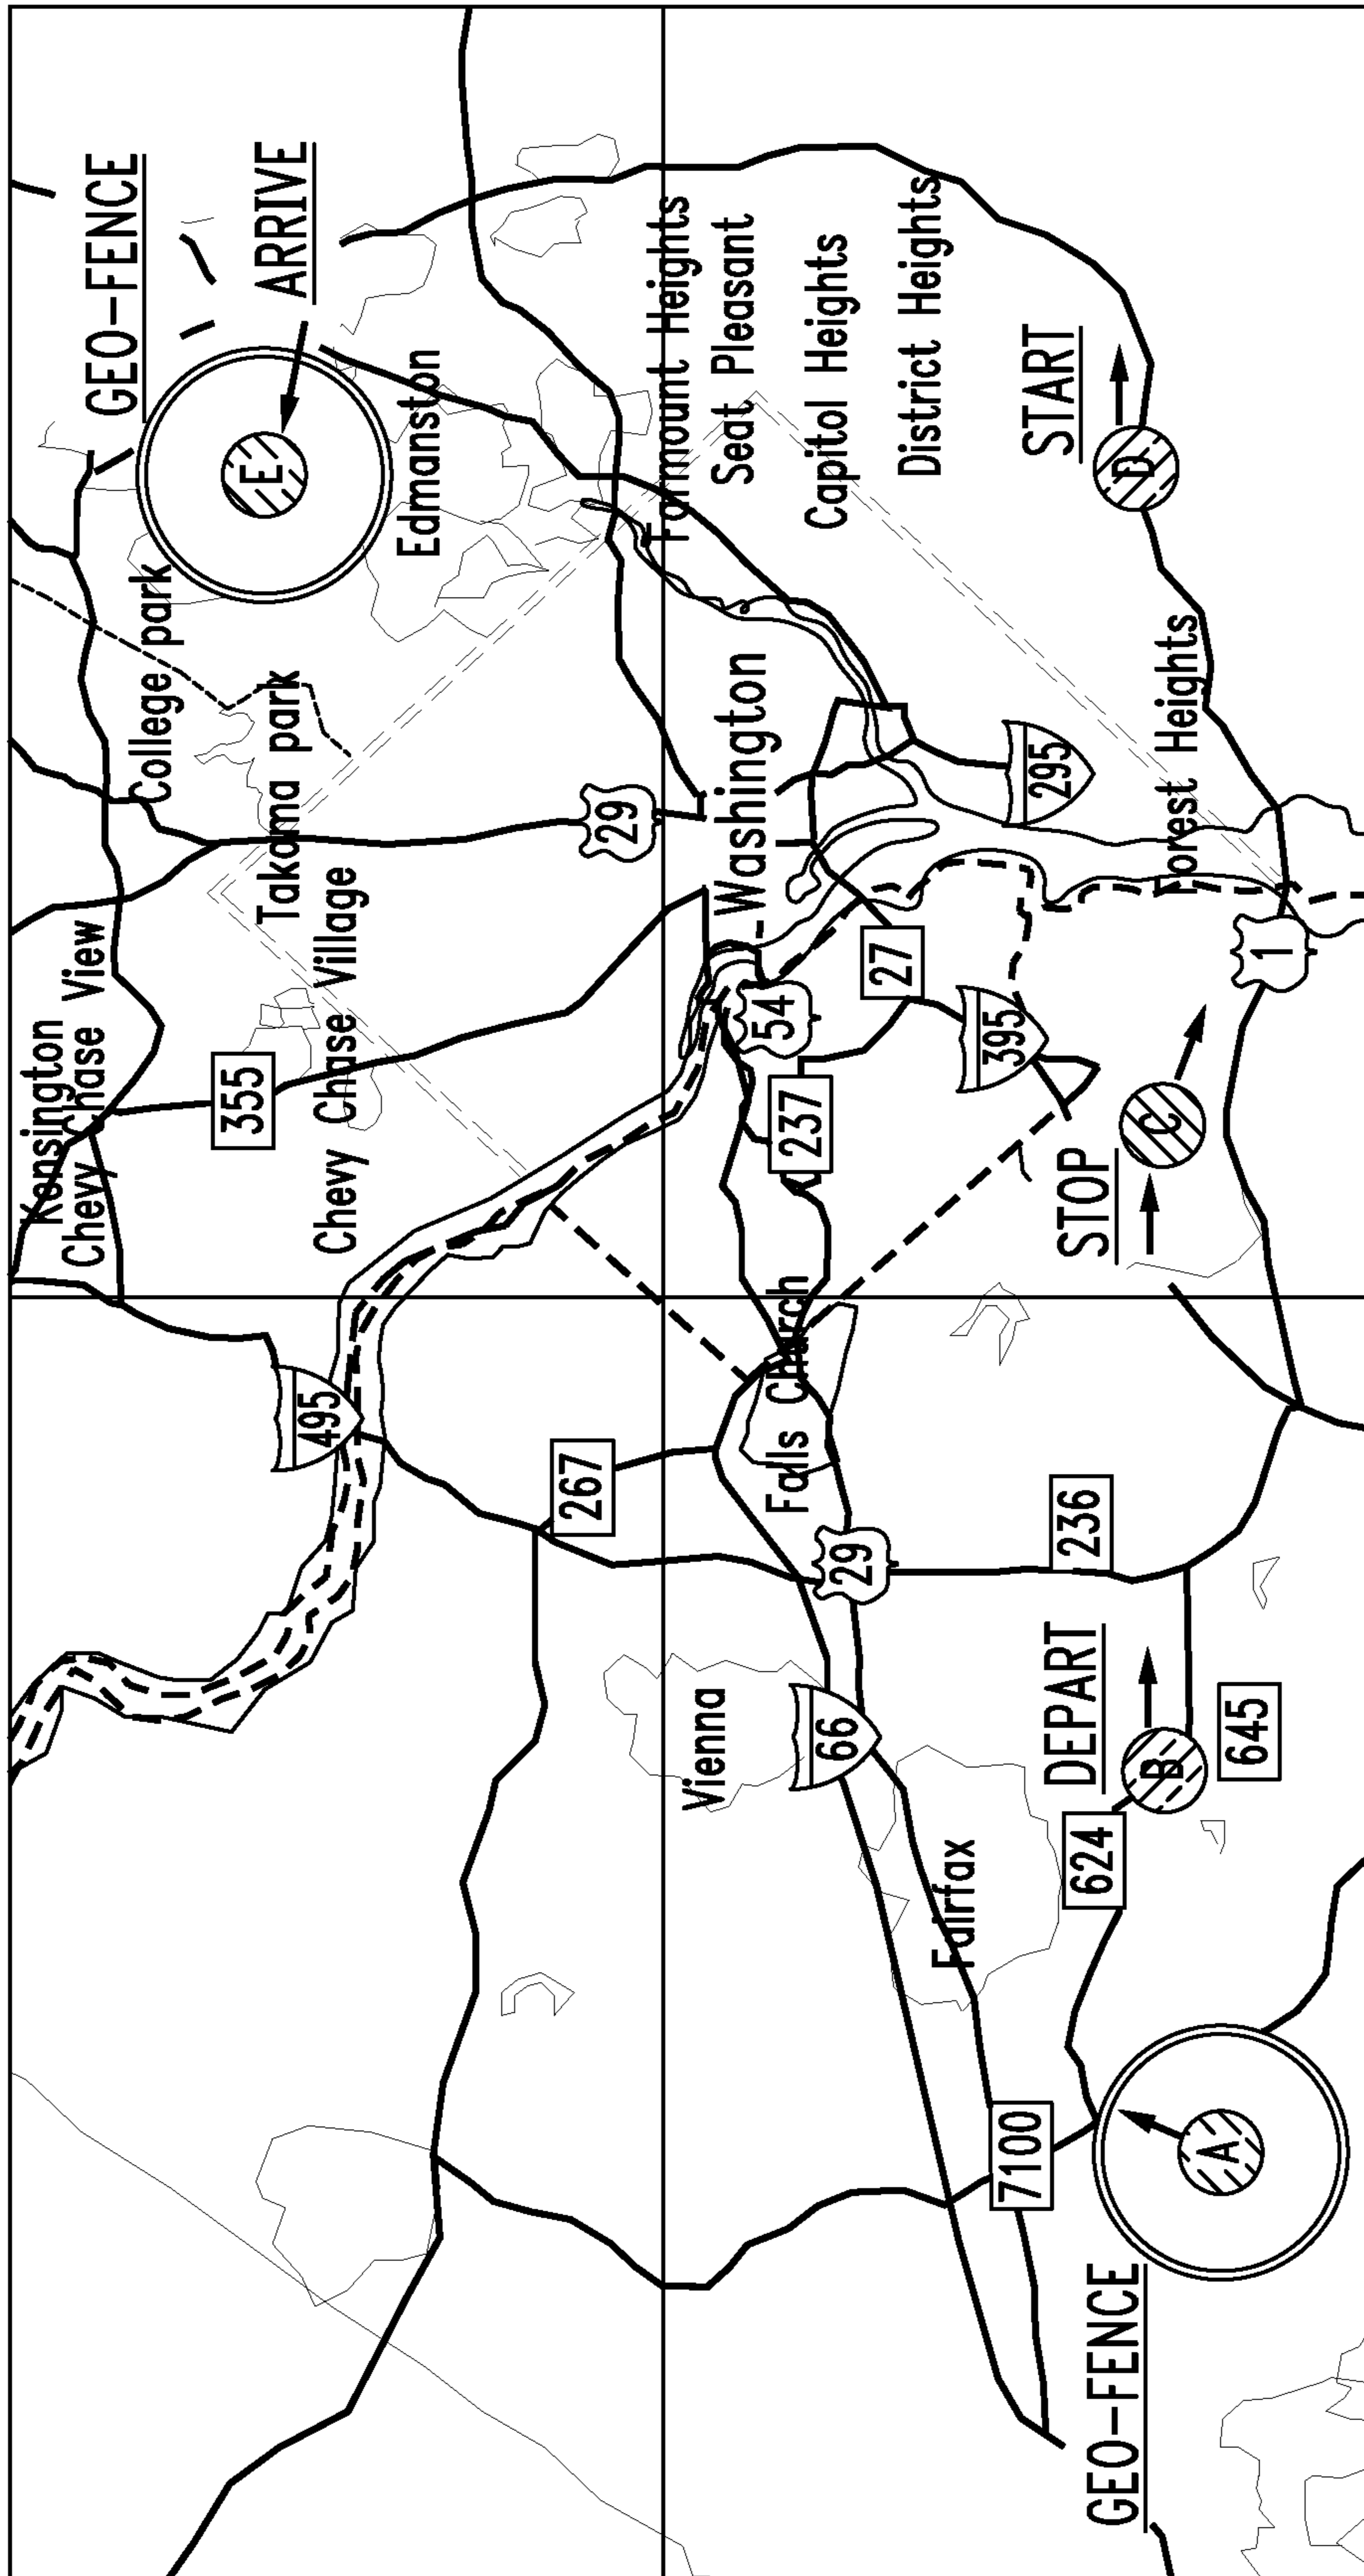 Kensington
Chevy Chase View
College park
GEO-FENCE
355
Takama park
E
ARRIVE
495
Chevy Chase Village
Edmanston
267
29
Formount Heights
Vienna
54
Washington
Seat Pleasant
Falls Church
237
Capitol Heights
66
29
27
District Heights
Fairfax
7100
395
295
624
DEPART
236
STOP
START
GEO-FENCE
B
C
D
Forest Heights
A
645
1